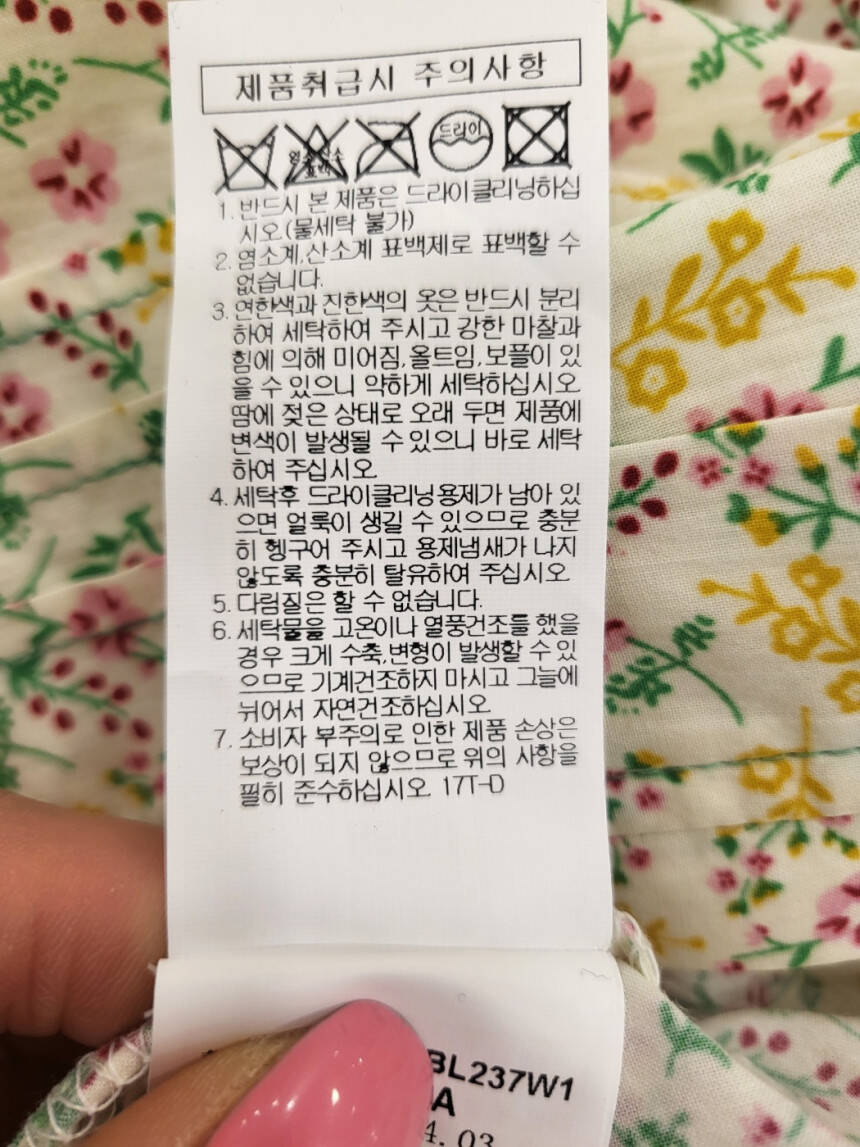 제품취급시 주의사항
염소산소
표백
드라이
1. 반드시 본 제품은 드라이클리닝하십
시오.(물세탁 불가)
2. 염소계,산소계 표백제로 표백할 수
없습니다.
3. 연한색과 진한색의 옷은 반드시 분리
하여 세탁하여 주시고 강한 마찰과
힘에 의해 미어짐,올트임,보플이 있
을 수 있으니 약하게 세탁하십시오.
땀에 젖은 상태로 오래 두면 제품에
변색이 발생될 수 있으니 바로 세탁
하여 주십시오.
4. 세탁후 드라이클리닝용제가 남아 있
으면 얼룩이 생길 수 있으므로 충분
히 헹구어 주시고 용제냄새가 나지
않도록 충분히 탈유하여 주십시오.
5. 다림질은 할 수 없습니다.
6. 세탁물을 고온이나 열풍건조를 했을
경우 크게 수축,변형이 발생할 수 있
으므로 기계건조하지 마시고 그늘에
뉘어서 자연건조하십시오.
7. 소비자 부주의로 인한 제품 손상은
보상이 되지 않으므로 위의 사항을
필히 준수하십시오. 17T-D
BL237W1
A
4.03